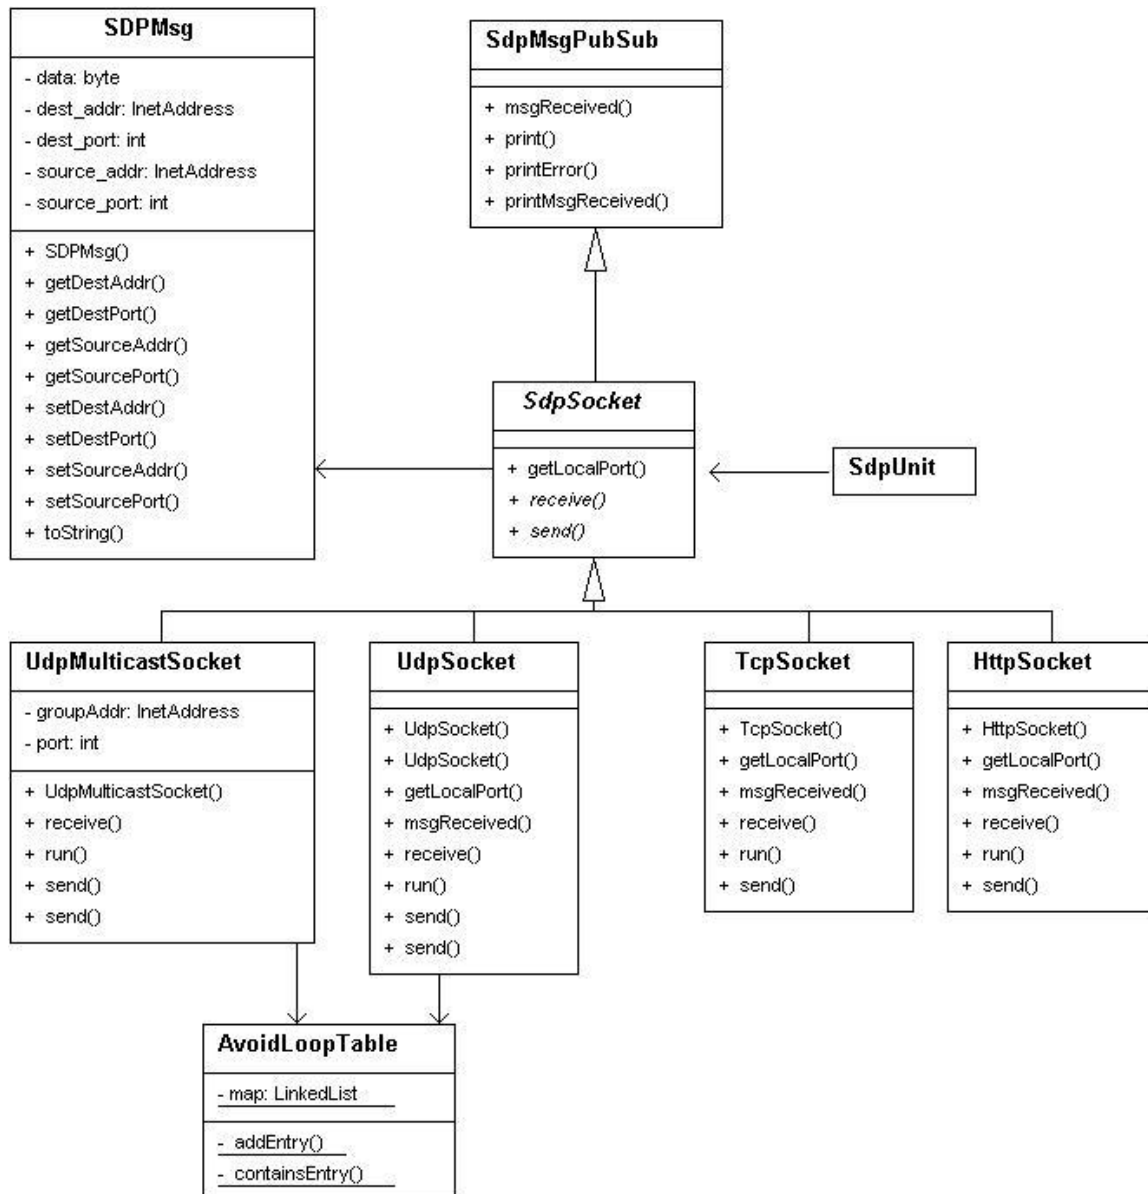 SDPMsg
- data: byte
- dest_addr: InetAddress
- dest_port: int
- source_addr: InetAddress
- source_port: int
+ SDPMsg()
+ getDestAddr()
+ getDestPort()
+ getSourceAddr()
+ getSourcePort()
+ setDestAddr()
+ setDestPort()
+ setSourceAddr()
+ setSourcePort()
+ toString()
SdpMsgPubSub
+ msgReceived()
+ print()
+ printError()
+ printMsgReceived()
SdpSocket
+ getLocalPort()
+ receive()
+ send()
SdpUnit
UdpMulticastSocket
- groupAddr: InetAddress
- port: int
+ UdpMulticastSocket()
+ receive()
+ run()
+ send()
+ send()
UdpSocket
+ UdpSocket()
+ UdpSocket()
+ getLocalPort()
+ msgReceived()
+ receive()
+ run()
+ send()
+ send()
TcpSocket
+ TcpSocket()
+ getLocalPort()
+ msgReceived()
+ receive()
+ run()
+ send()
HttpSocket
+ HttpSocket()
+ getLocalPort()
+ msgReceived()
+ receive()
+ run()
+ send()
AvoidLoopTable
- map: LinkedList
- addEntry()
- containsEntry()